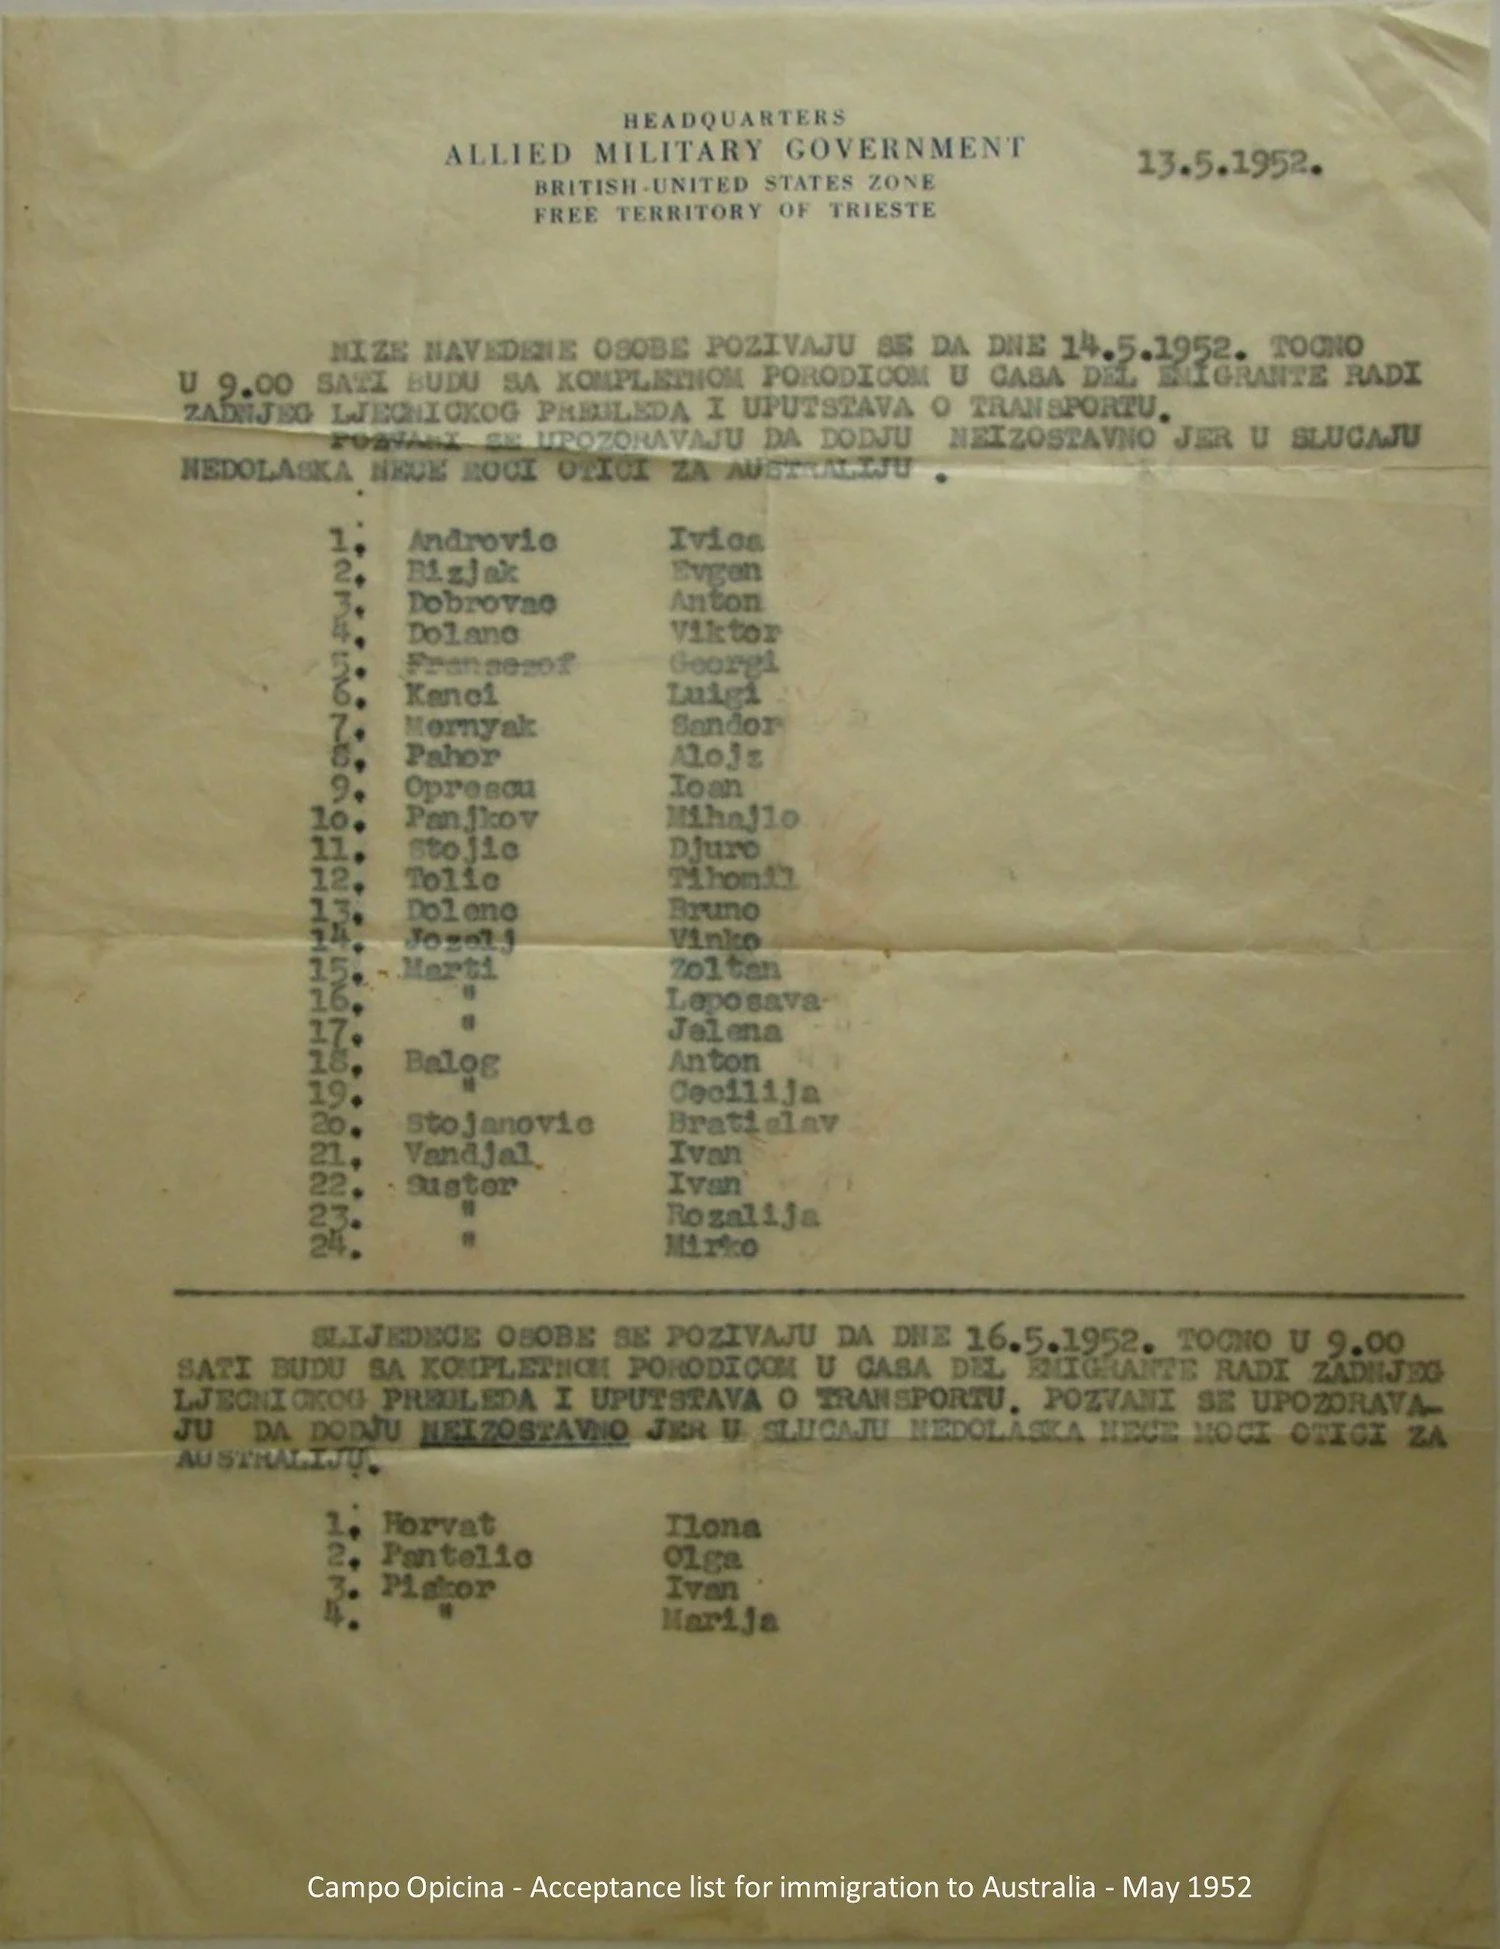 HEADQUARTERS
ALLIED MILITARY GOVERNMENT
BRITISH-UNITED STATES ZONE
FREE TERRITORY OF TRIESTE
13.5.1952.
NIZE NAVEDENE OSOBE POZIVAJU SE DA DNE 14.5.1952. TOCNO
U 9.00 SATI BUDU SA KOMPLETNOM PORODICOM U CASA DEL EMIGRANTE RADI
ZADNJEG LJECNICKOG PREGLEDA I UPUTSTAVA O TRANSPORTU.
POZVANI SE UPOZORAVAJU DA DODJU NEIZOSTAVNO JER U SLUCAJU
NEDOLASKA NECE MOCI OTICI ZA AUSTRALIJU .
1. Androvic Ivica
2. Bizjak Evgen
3. Dobrovac Anton
4. Dolanc Viktor
5. Georgi
6. Kanci Luigi
7. Mernyak Sandor
8. Pahor Alojz
9. Oprescu Ioan
10. Panjkov Mihajlo
11. Stojic Djuro
12. Tolic Tihomil
13. Dolenc Bruno
14. Jozelj Vinko
15. Marti Zoltan
16. " Leposava
17. " Jelena
18. Balog Anton
19. " Cecilija
20. Stojanovic Bratislav
21. Vandjal Ivan
22. Suster Ivan
23. " Rozalija
24. " Mirko
SLIJEDECE OSOBE SE POZIVAJU DA DNE 16.5.1952. TOCNO U 9.00
SATI BUDU SA KOMPLETNOM PORODICOM U CASA DEL EMIGRANTE RADI ZADNJEG
LJECNICKOG PREGLEDA I UPUTSTAVA O TRANSPORTU. POZVANI SE UPOZORAVA-
JU DA DODJU NEIZOSTAVNO JER U SLUCAJU NEDOLASKA NECE MOCI OTICI ZA
AUSTRALIJU.
1. Horvat Ilona
2. Pantelic Olga
3. Piskor Ivan
4. " Marija
Campo Opicina - Acceptance list for immigration to Australia - May 1952